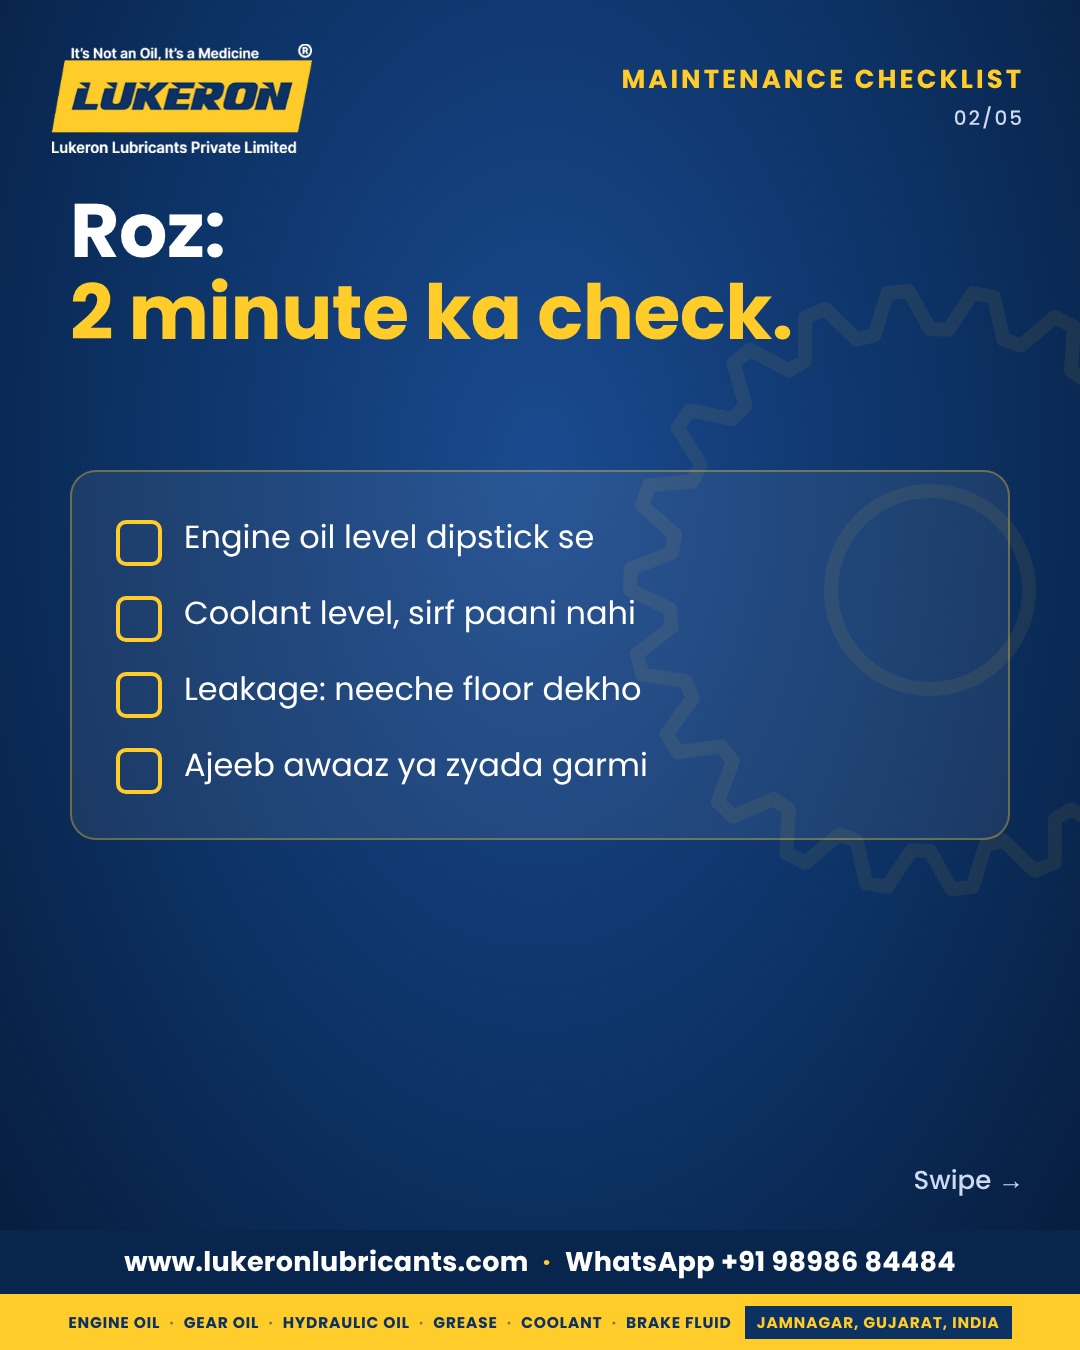 It's Not an Oil, It's a Medicine ®
LUKERON
Lukeron Lubricants Private Limited
MAINTENANCE CHECKLIST
02/05
Roz:
2 minute ka check.
Engine oil level dipstick se
Coolant level, sirf paani nahi
Leakage: neeche floor dekho
Ajeeb awaaz ya zyada garmi
Swipe →
www.lukeronlubricants.com · WhatsApp +91 98986 84484
ENGINE OIL · GEAR OIL · HYDRAULIC OIL · GREASE · COOLANT · BRAKE FLUID JAMNAGAR, GUJARAT, INDIA